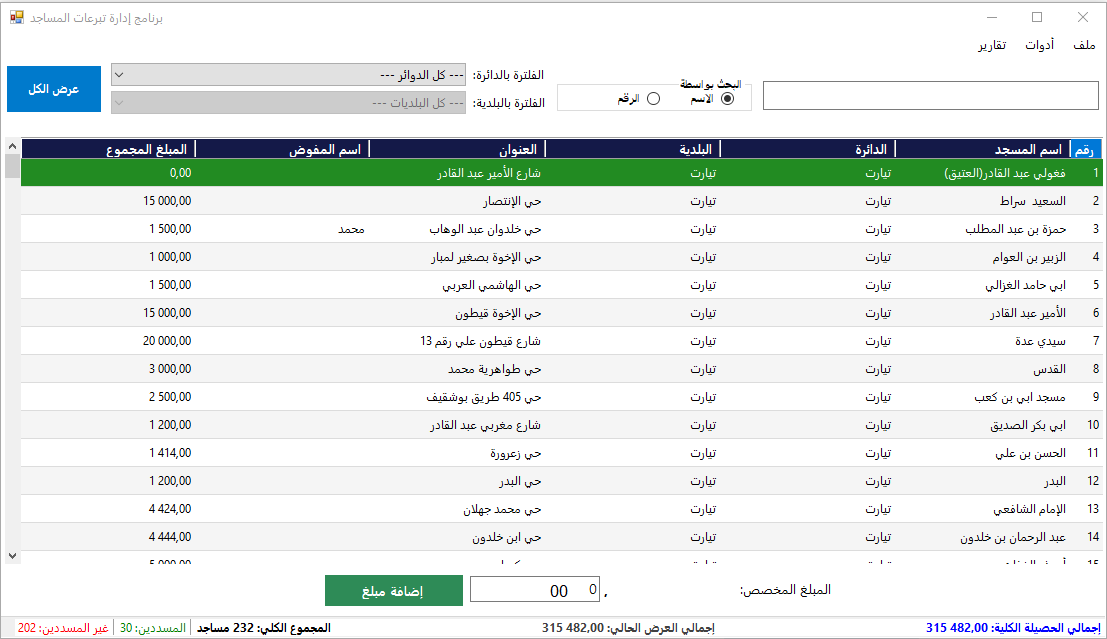 برنامج إدارة تبرعات المساجد
ملف أدوات تقارير
البحث بواسطة
الاسم الرقم
الفلترة بالدائرة: --- كل الدوائر ---
الفلترة بالبلدية: --- كل البلديات ---
عرض الكل
رقم اسم المسجد الدائرة البلدية العنوان اسم المفوض المبلغ المجموع
1 فغولي عبد القادر(العتيق) تيارت تيارت شارع الأمير عبد القادر 0,00
2 السعيد سراط تيارت تيارت حي الإنتصار 15 000,00
3 حمزة بن عبد المطلب تيارت تيارت حي خلدوان عبد الوهاب محمد 1 500,00
4 الزبير بن العوام تيارت تيارت حي الإخوة بصغير لمبار 1 000,00
5 ابي حامد الغزالي تيارت تيارت حي الهاشمي العربي 1 500,00
6 الأمير عبد القادر تيارت تيارت حي الإخوة قيطون 15 000,00
7 سيدي عدة تيارت تيارت شارع قيطون علي رقم 13 20 000,00
8 القدس تيارت تيارت حي طواهرية محمد 3 000,00
9 مسجد ابي بن كعب تيارت تيارت حي 405 طريق بوشقيف 2 500,00
10 ابي بكر الصديق تيارت تيارت شارع مغربي عبد القادر 1 200,00
11 الحسن بن علي تيارت تيارت حي زعرورة 1 414,00
12 البدر تيارت تيارت حي البدر 1 200,00
13 الإمام الشافعي تيارت تيارت حي محمد جهلان 4 424,00
14 عبد الرحمان بن خلدون تيارت تيارت حي ابن خلدون 4 444,00
المبلغ المخصص: , 0 00 إضافة مبلغ
إجمالي الحصيلة الكلية: 315 482,00 إجمالي العرض الحالي: 315 482,00 المجموع الكلي: 232 مساجد المسددين: 30 غير المسددين: 202